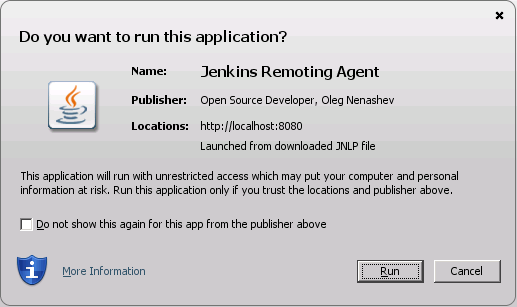 Do you want to run this application?
Name: Jenkins Remoting Agent
Publisher: Open Source Developer, Oleg Nenashev
Locations: http://localhost:8080
Launched from downloaded JNLP file
This application will run with unrestricted access which may put your computer and personal
information at risk. Run this application only if you trust the locations and publisher above.
Do not show this again for this app from the publisher above
More Information
Run
Cancel